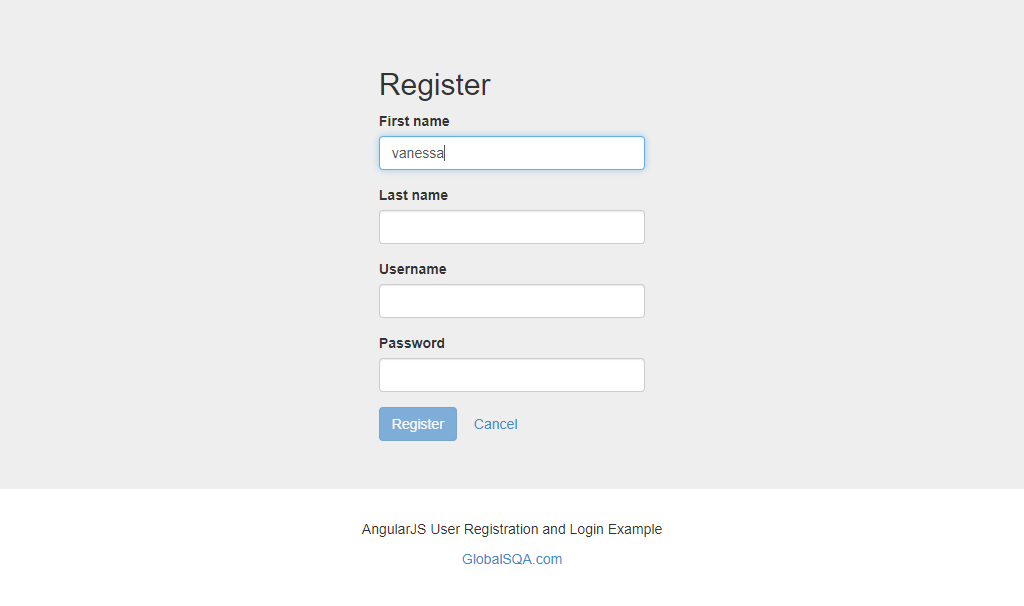 Register
First name
vanessa
Last name
Username
Password
Register Cancel
AngularJS User Registration and Login Example
GlobalSQA.com